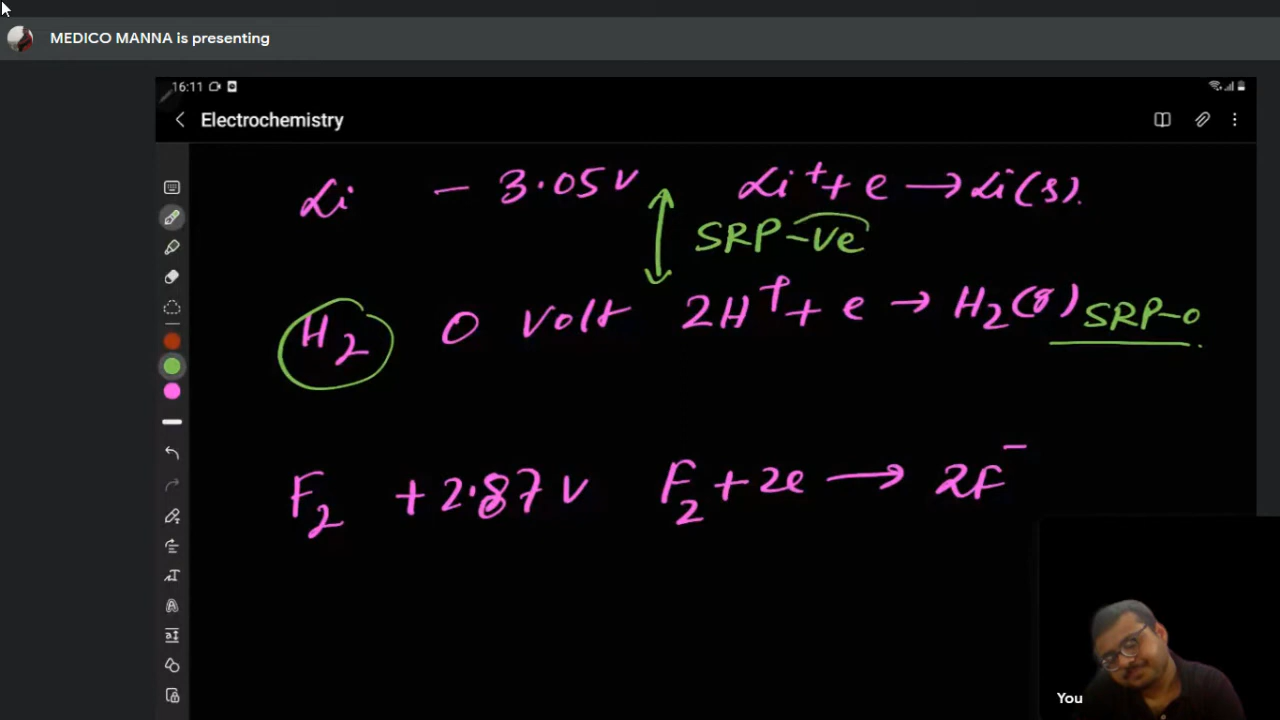 MEDICO MANNA is presenting
16:11
Electrochemistry
Li - 3.05 V Li⁺ + e → Li(s).
SRP -ve
H₂ 0 Volt 2H⁺ + e → H₂(g) SRP-0
F₂ +2.87 V F₂ + 2e → 2F⁻
You